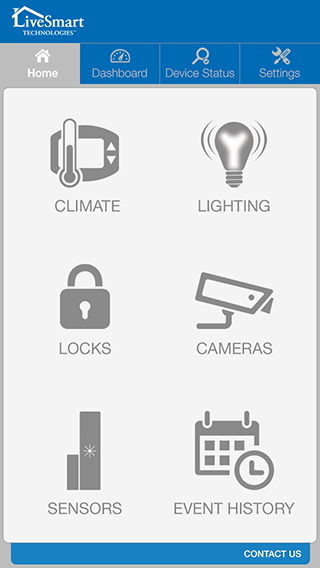 LiveSmart
TECHNOLOGIES™
Home Dashboard Device Status Settings
CLIMATE LIGHTING
LOCKS CAMERAS
SENSORS EVENT HISTORY
CONTACT US